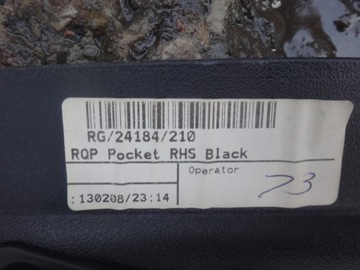 RG/24184/210
RQP Pocket RHS Black
Operator
73
:130208/23:14